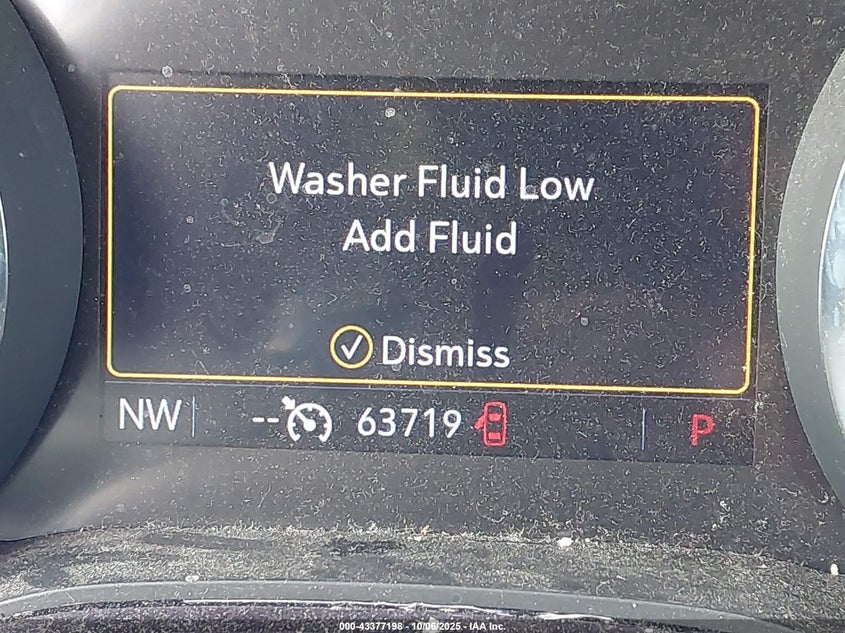 Washer Fluid Low
Add Fluid
Dismiss
NW -- 63719 P
000-43377198 - 10/06/2025 - IAA Inc.